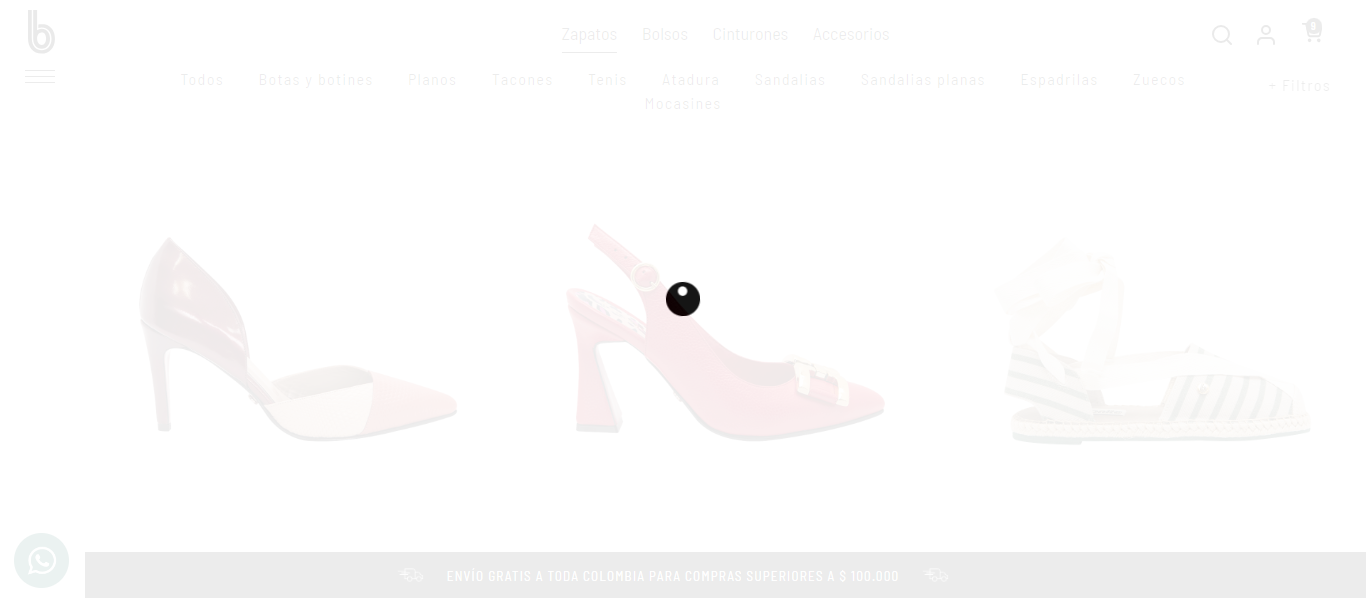 b
Zapatos Bolsos Cinturones Accesorios
Todos Botas y botines Planos Tacones Tenis Atadura Sandalias Sandalias planas Espadrilas Zuecos
Mocasines
+ Filtros
ENVÍO GRATIS A TODA COLOMBIA PARA COMPRAS SUPERIORES A $ 100.000